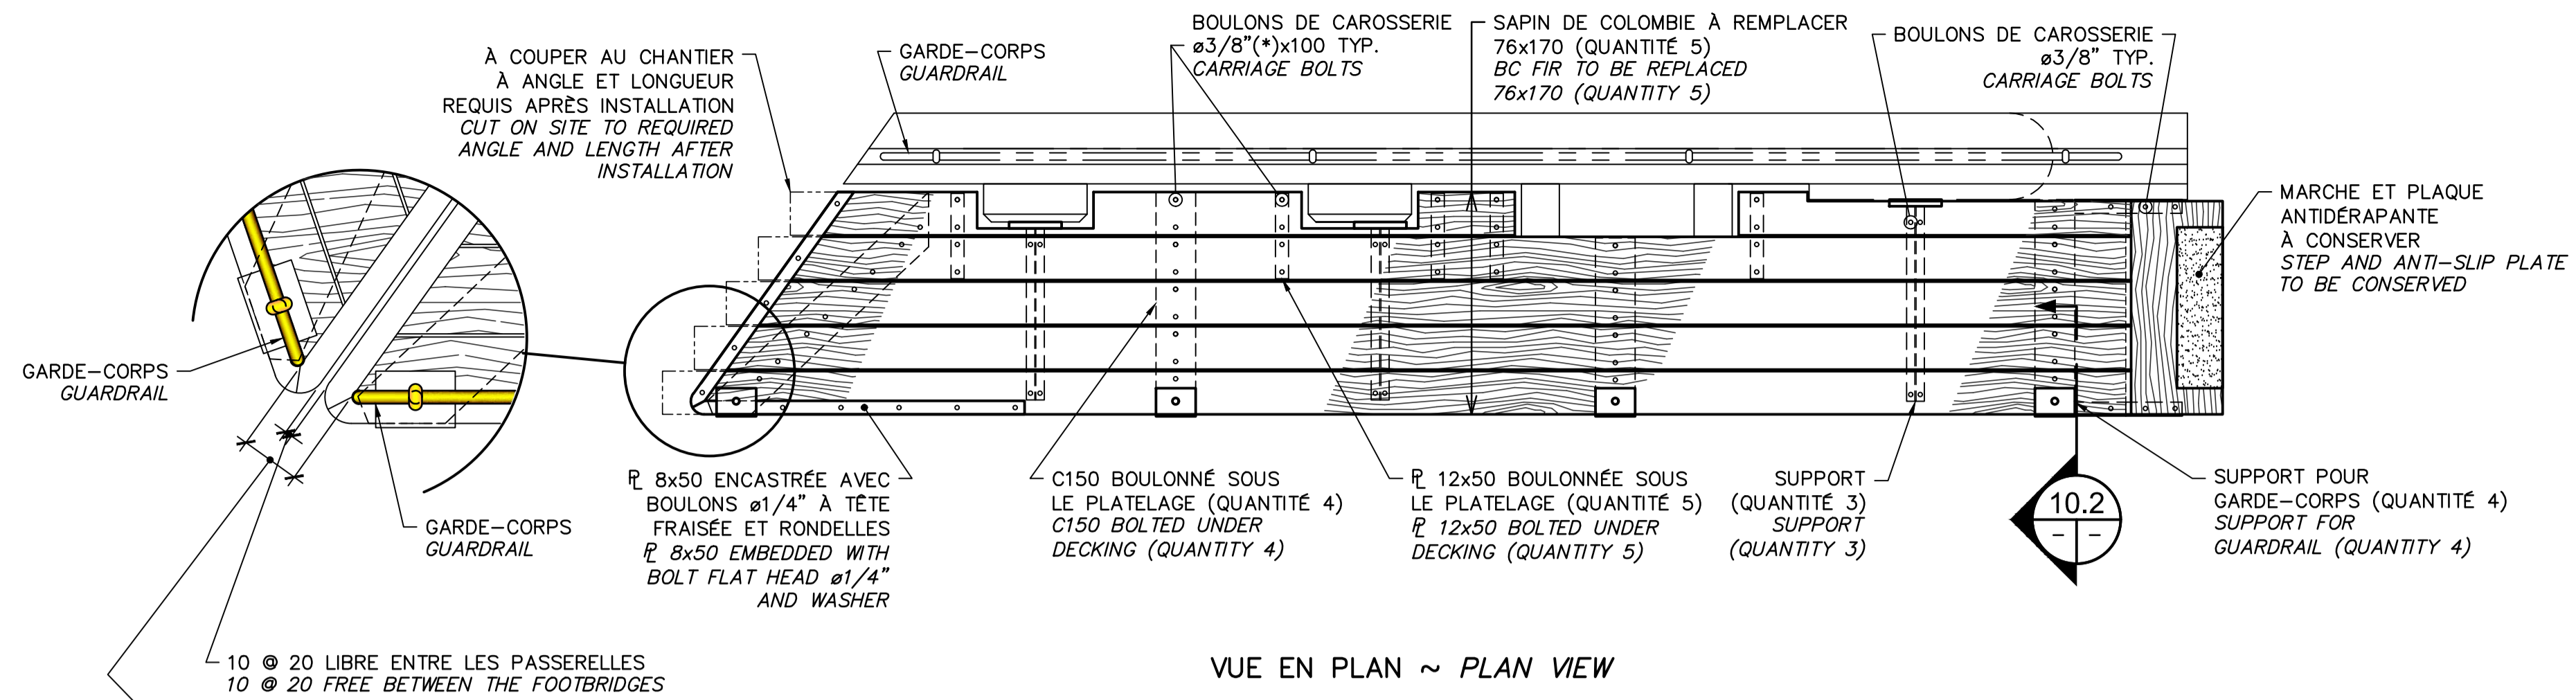 À COUPER AU CHANTIER
À ANGLE ET LONGUEUR
REQUIS APRÈS INSTALLATION
CUT ON SITE TO REQUIRED
ANGLE AND LENGTH AFTER
INSTALLATION
GARDE-CORPS
GUARDRAIL
BOULONS DE CAROSSERIE
ø3/8"(*)x100 TYP.
CARRIAGE BOLTS
SAPIN DE COLOMBIE À REMPLACER
76x170 (QUANTITÉ 5)
BC FIR TO BE REPLACED
76x170 (QUANTITY 5)
BOULONS DE CAROSSERIE
ø3/8" TYP.
CARRIAGE BOLTS
MARCHE ET PLAQUE
ANTIDÉRAPANTE
À CONSERVER
STEP AND ANTI-SLIP PLATE
TO BE CONSERVED
GARDE-CORPS
GUARDRAIL
GARDE-CORPS
GUARDRAIL
PL 8x50 ENCASTRÉE AVEC
BOULONS ø1/4" À TÊTE
FRAISÉE ET RONDELLES
PL 8x50 EMBEDDED WITH
BOLT FLAT HEAD ø1/4"
AND WASHER
C150 BOULONNÉ SOUS
LE PLATELAGE (QUANTITÉ 4)
C150 BOLTED UNDER
DECKING (QUANTITY 4)
PL 12x50 BOULONNÉE SOUS
LE PLATELAGE (QUANTITÉ 5)
PL 12x50 BOLTED UNDER
DECKING (QUANTITY 5)
SUPPORT
(QUANTITÉ 3)
SUPPORT
(QUANTITY 3)
10.2
- -
SUPPORT POUR
GARDE-CORPS (QUANTITÉ 4)
SUPPORT FOR
GUARDRAIL (QUANTITY 4)
10 @ 20 LIBRE ENTRE LES PASSERELLES
10 @ 20 FREE BETWEEN THE FOOTBRIDGES
VUE EN PLAN ~ PLAN VIEW